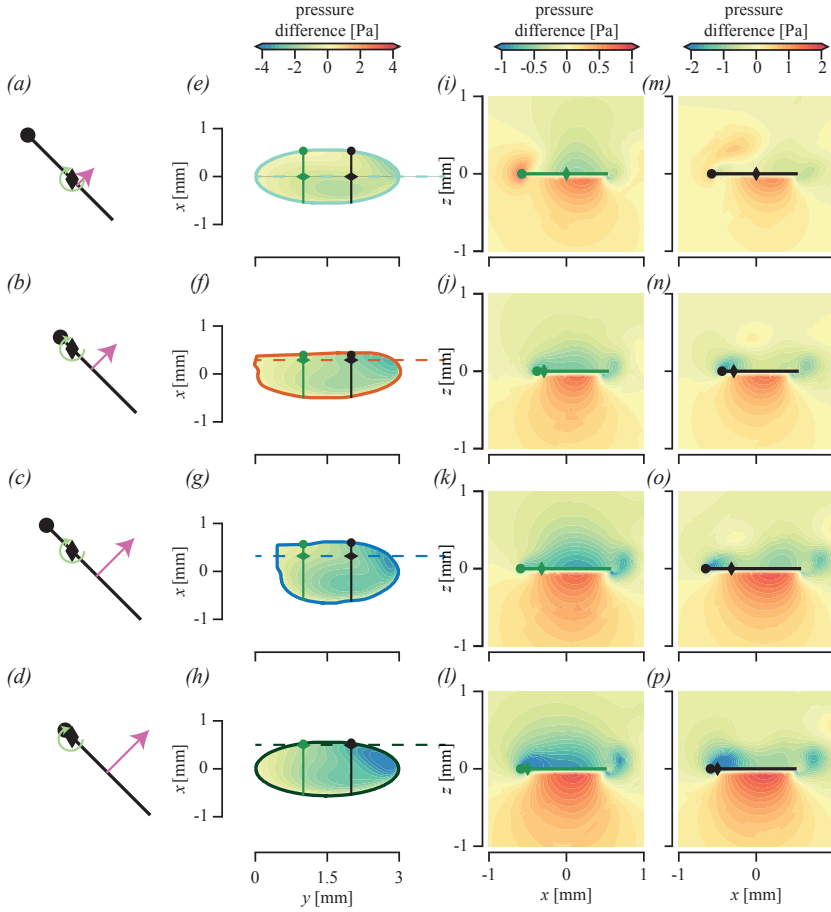 pressure
difference [Pa]
-4 -2 0 2 4
pressure
difference [Pa]
-1 -0.5 0 0.5 1
pressure
difference [Pa]
-2 -1 0 1 2
(a) (e) (i) (m)
x [mm] 1 0 -1
z [mm] 1 0 -1
(b) (f) (j) (n)
x [mm] 1 0 -1
z [mm] 1 0 -1
(c) (g) (k) (o)
x [mm] 1 0 -1
z [mm] 1 0 -1
(d) (h) (l) (p)
x [mm] 1 0 -1
z [mm] 1 0 -1
0 1.5 3
y [mm]
-1 0 1
x [mm]
-1 0
x [mm]